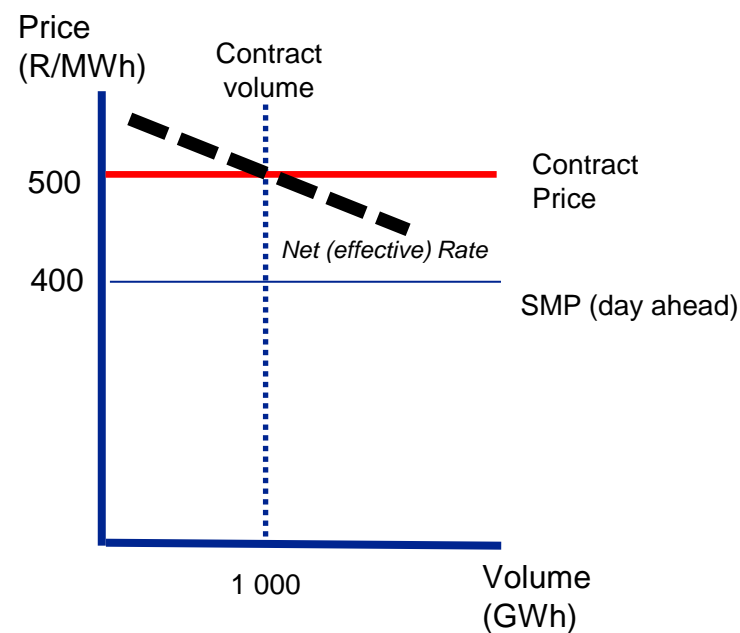 Price
(R/MWh)
Contract
volume
500
Contract
Price
Net (effective) Rate
400
SMP (day ahead)
1 000
Volume
(GWh)